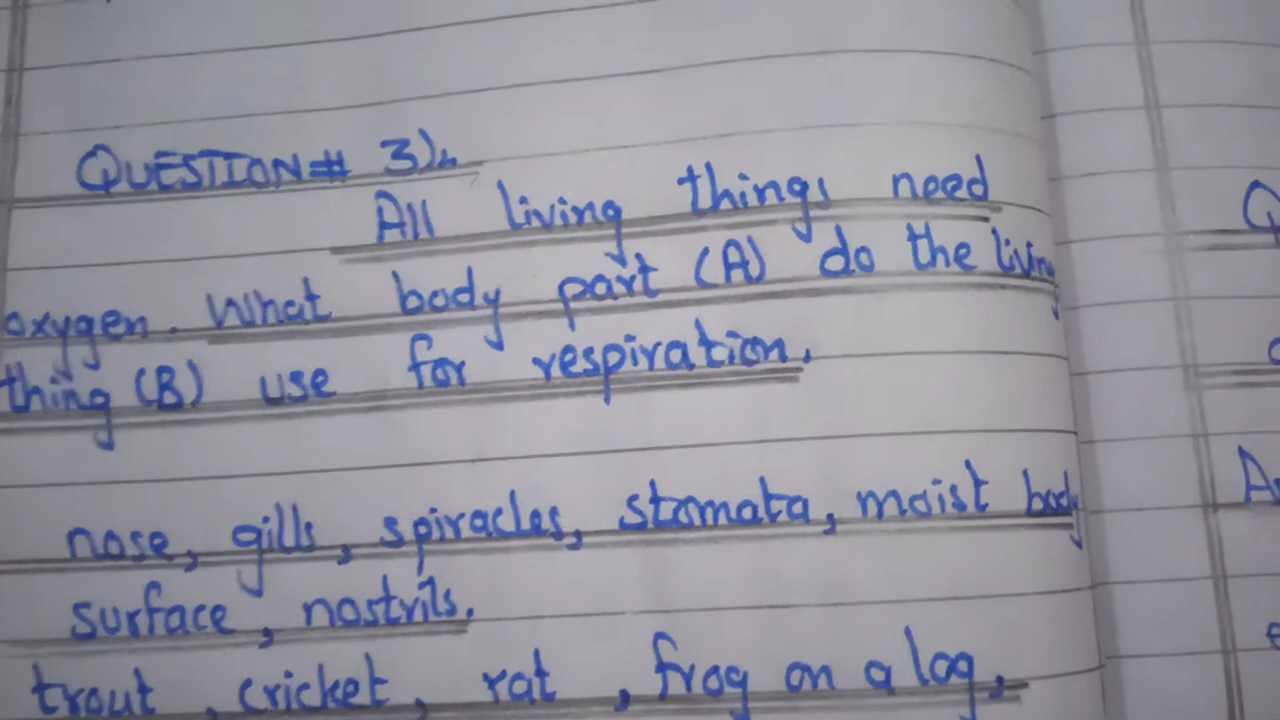 QUESTION# 3).
All living things need
oxygen. What body part (A) do the living
thing (B) use for respiration.
nose, gills, spiracles, stomata, moist body
surface, nostrils.
trout, cricket, rat, frog on a log,